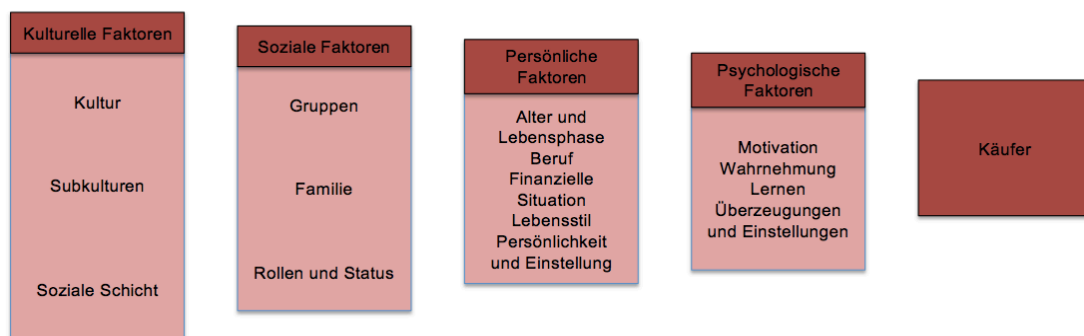 Kulturelle Faktoren
Kultur
Subkulturen
Soziale Schicht
Soziale Faktoren
Gruppen
Familie
Rollen und Status
Persönliche
Faktoren
Alter und
Lebensphase
Beruf
Finanzielle
Situation
Lebensstil
Persönlichkeit
und Einstellung
Psychologische
Faktoren
Motivation
Wahrnehmung
Lernen
Überzeugungen
und Einstellungen
Käufer